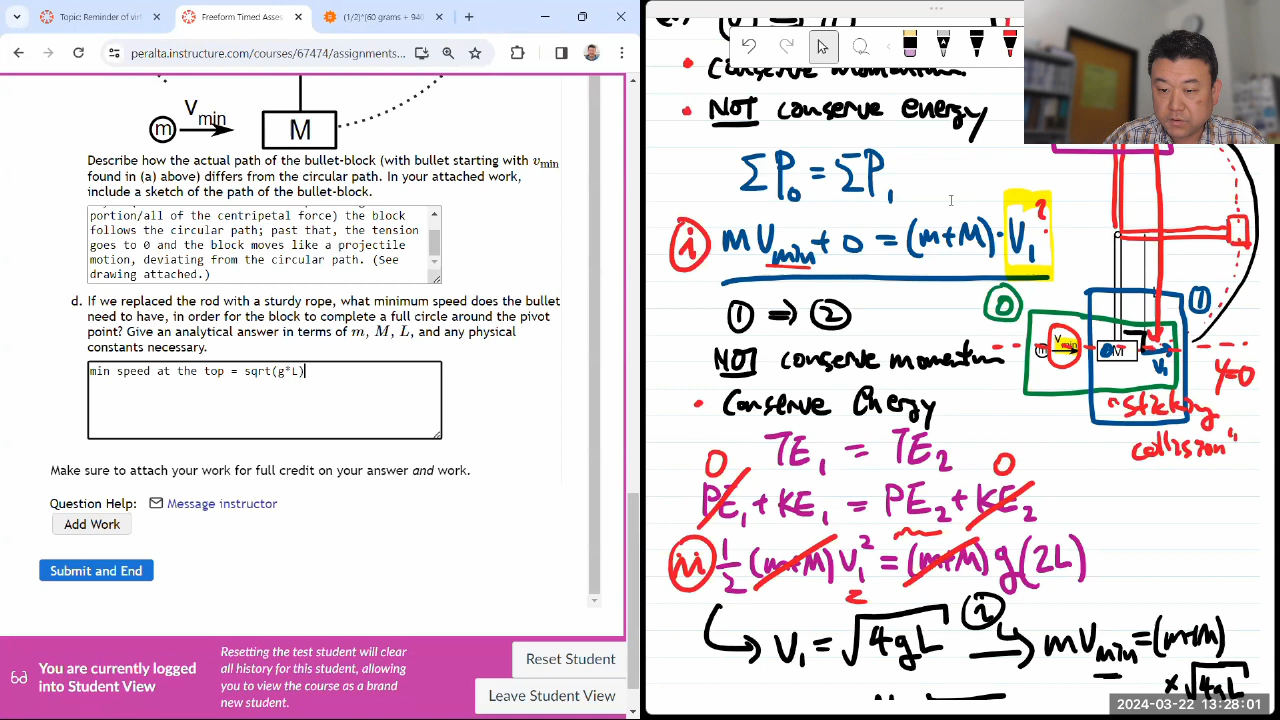 Topic: Reminder of vir
Freeform Timed Asses
(1/2)*(60 grams + 940
peralta.instructure.com/courses/67474/assignments
V
min
m
M
Describe how the actual path of the bullet-block (with bullet starting with vmin
found in b above) differs from the circular path. In your attached work,
include a sketch of the path of the bullet-block.
portion/all of the centripetal force) the block
follows the circular path; past that, the tension
goes to 0 and the block moves like a projectile
motion, deviating from the circular path. (See
drawing attached.)
d. If we replaced the rod with a sturdy rope, what minimum speed does the bullet
need to have, in order for the block to complete a full circle around the pivot
point? Give an analytical answer in terms of m, M, L, and any physical
constants necessary.
min speed at the top = sqrt(g*L)
Make sure to attach your work for full credit on your answer and work.
Question Help: Message instructor
Add Work
Submit and End
You are currently logged
into Student View
Resetting the test student will clear
all history for this student, allowing
you to view the course as a brand
new student.
Reset Student
Leave Student View
• Conserve momentum
• NOT conserve energy
ΣP₀ = ΣP₁
i mVmin + 0 = (m+M)·V₁ ?
① ⇒ ②
NOT conserve momentum
• Conserve Energy
TE₁ = TE₂
0 0
PE₁ + KE₁ = PE₂ + KE₂
ii 1/2 (m+M) V₁² = (m+M) g(2L)
2
V₁ = √4gL
i
mVmin = (m+M)
× √4gL
0
1
m
V
min
M
V₁
y=0
"sticking
collision"
2024-03-22 13:28:01